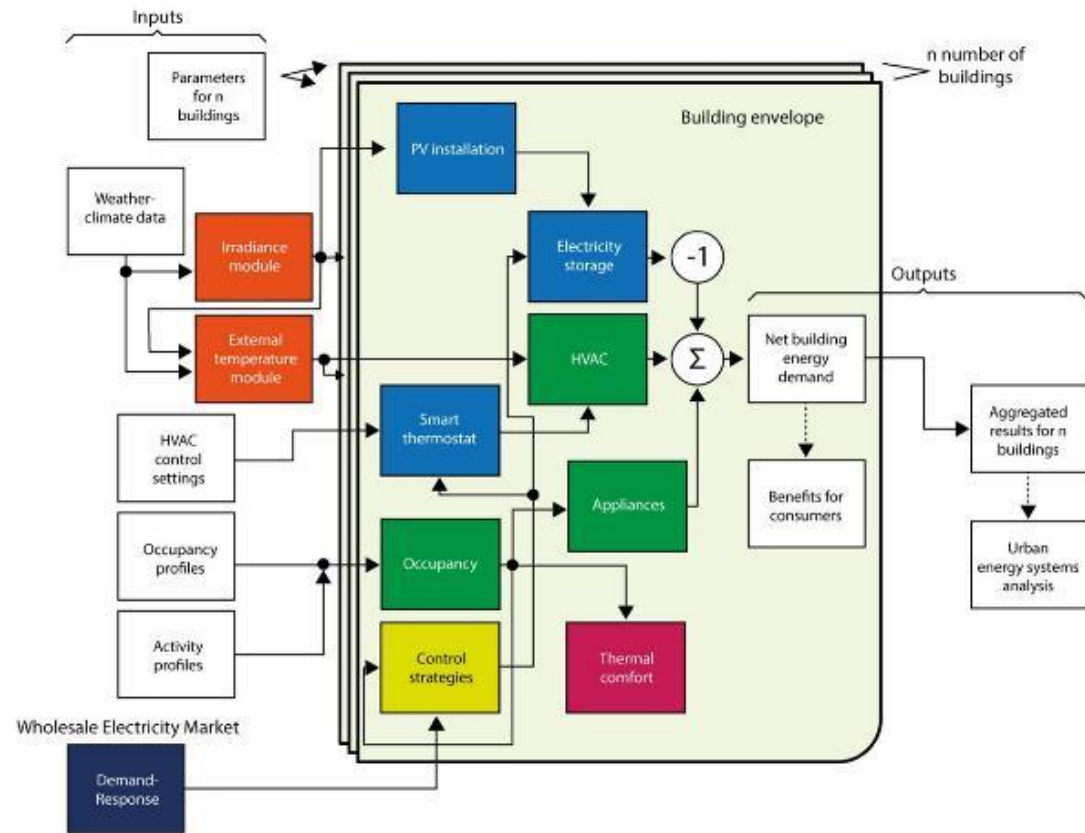 Inputs
Parameters
for n
buildings
n number of
buildings
Building envelope
PV installation
Weather-
climate data
Irradiance
module
Electricity
storage
-1
Outputs
External
temperature
module
HVAC
Σ
Net building
energy
demand
Smart
thermostat
Aggregated
results for n
buildings
HVAC
control
settings
Appliances
Benefits for
consumers
Occupancy
profiles
Occupancy
Urban
energy systems
analysis
Activity
profiles
Control
strategies
Thermal
comfort
Wholesale Electricity Market
Demand-
Response